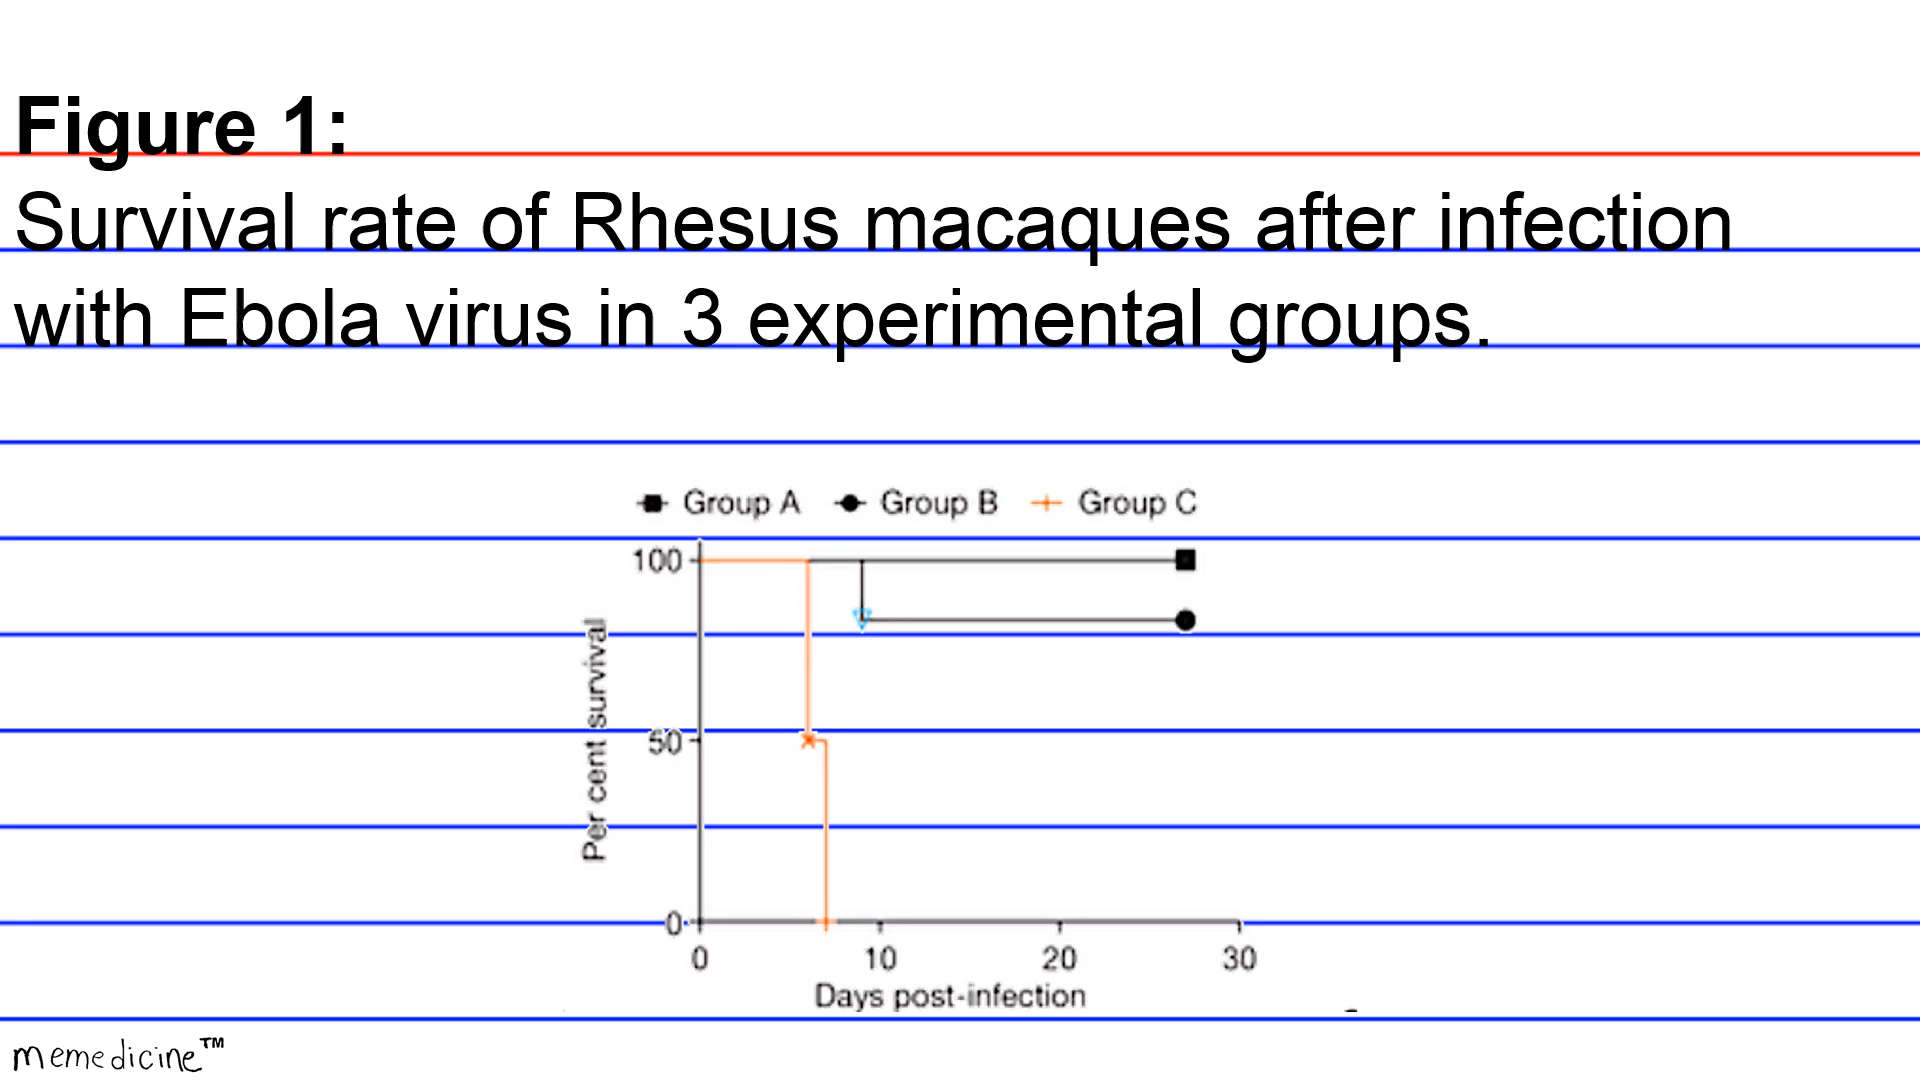 Figure 1:
Survival rate of Rhesus macaques after infection
with Ebola virus in 3 experimental groups.
Group A Group B Group C
100
50
0
Per cent survival
0 10 20 30
Days post-infection
memedicine™